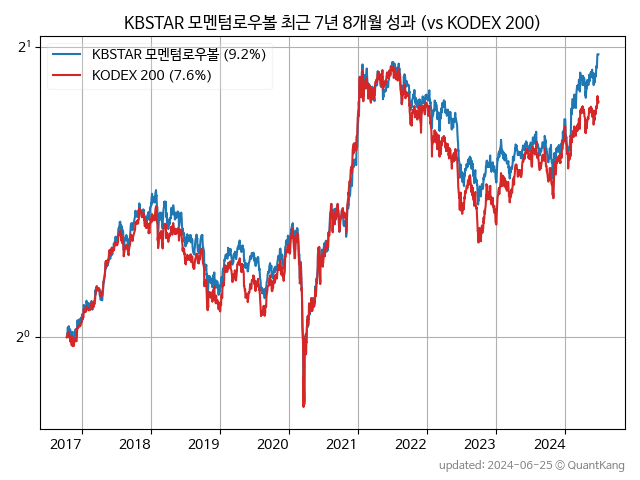 KBSTAR 모멘텀로우볼 최근 7년 8개월 성과 (vs KODEX 200)
2¹
KBSTAR 모멘텀로우볼 (9.2%)
KODEX 200 (7.6%)
2⁰
2017 2018 2019 2020 2021 2022 2023 2024
updated: 2024-06-25 © QuantKang